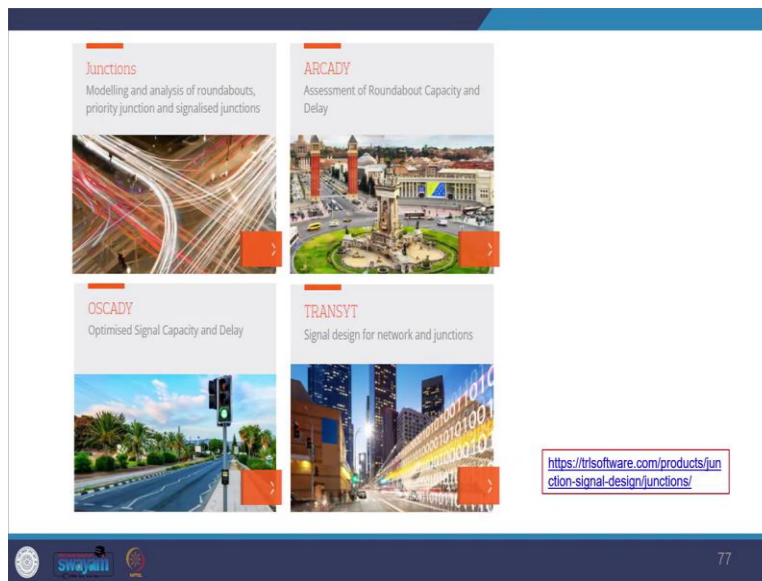 Junctions
Modelling and analysis of roundabouts,
priority junction and signalised junctions
ARCADY
Assessment of Roundabout Capacity and
Delay
OSCADY
Optimised Signal Capacity and Delay
TRANSYT
Signal design for network and junctions
https://trlsoftware.com/products/jun
ction-signal-design/junctions/
swayam
77